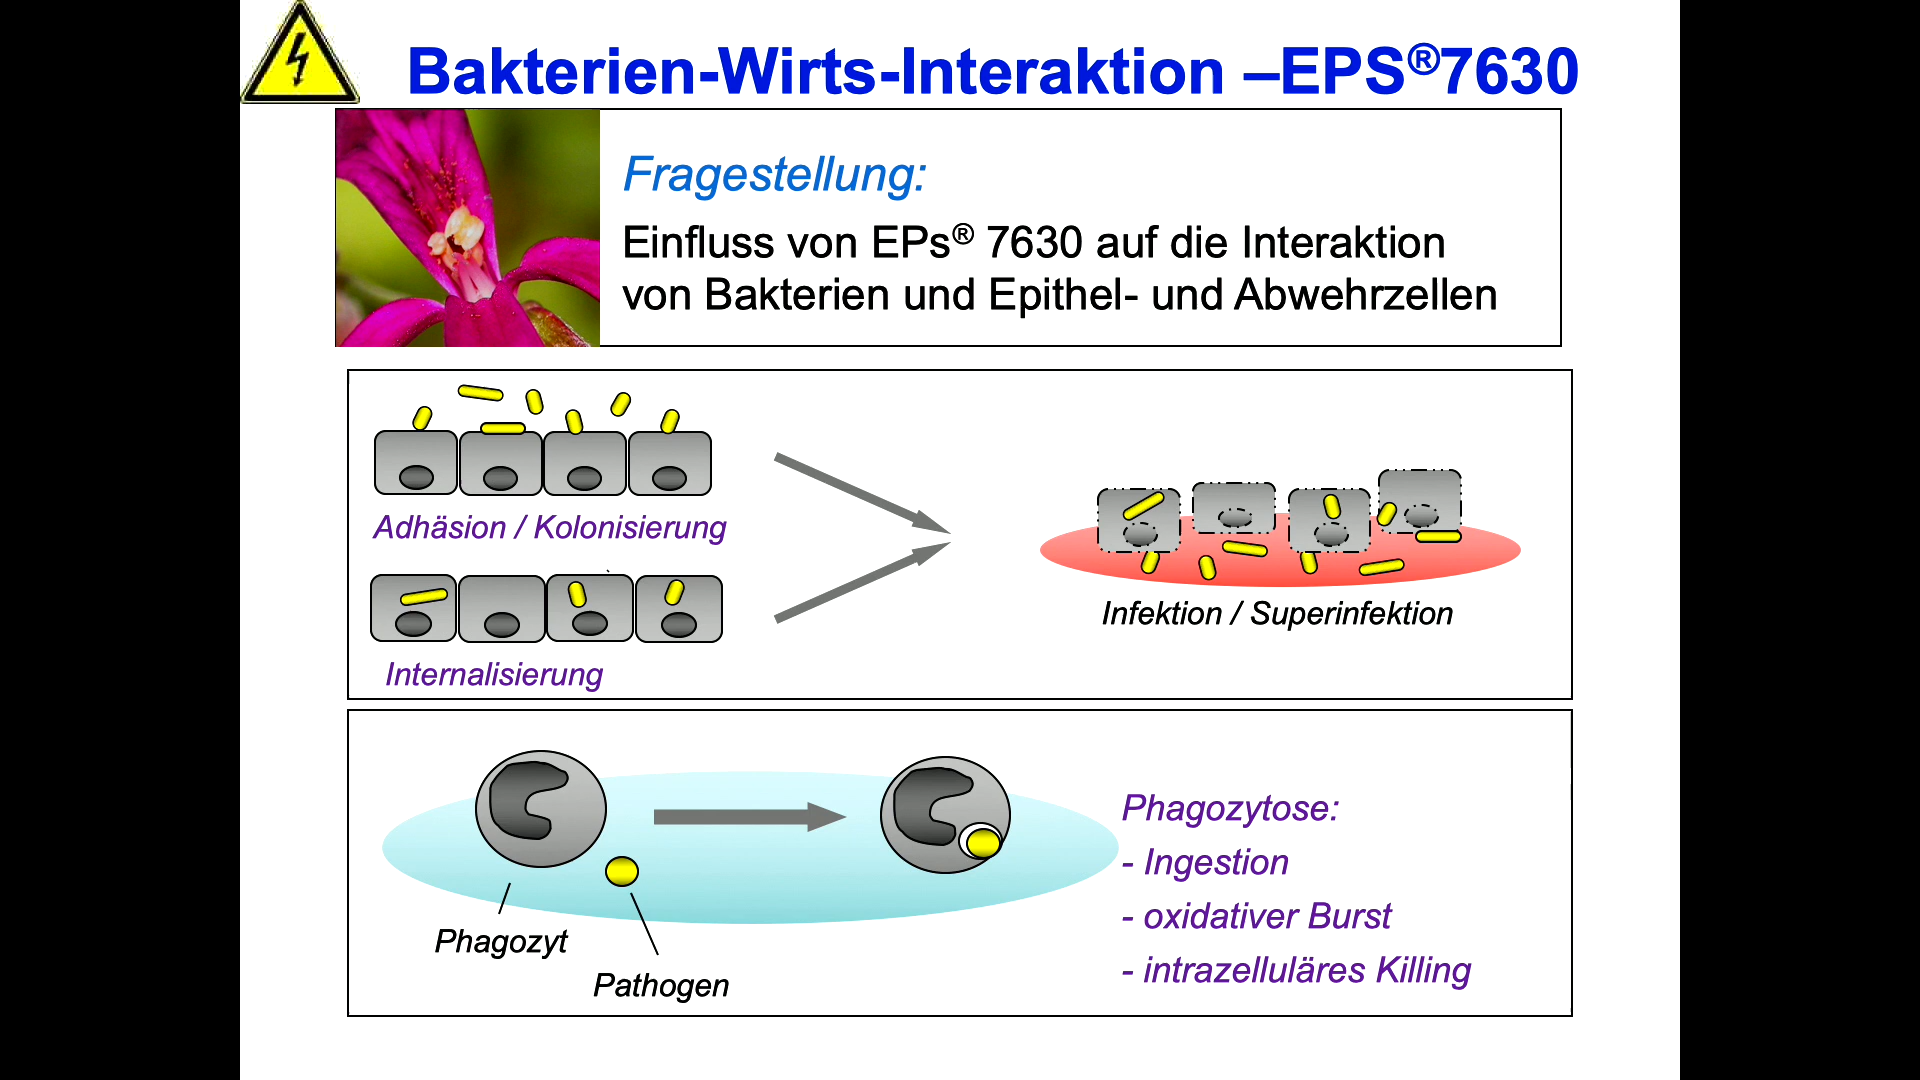 Bakterien-Wirts-Interaktion –EPS®7630
Fragestellung:
Einfluss von EPs® 7630 auf die Interaktion
von Bakterien und Epithel- und Abwehrzellen
Adhäsion / Kolonisierung
Internalisierung
Infektion / Superinfektion
Phagozyt
Pathogen
Phagozytose:
- Ingestion
- oxidativer Burst
- intrazelluläres Killing